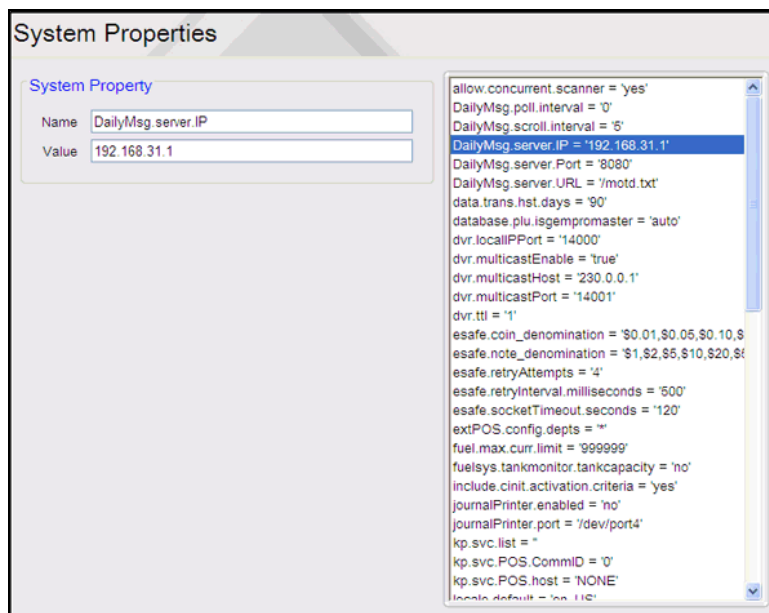 System Properties
System Property
Name DailyMsg.server.IP
Value 192.168.31.1
allow.concurrent.scanner = 'yes'
DailyMsg.poll.interval = '0'
DailyMsg.scroll.interval = '5'
DailyMsg.server.IP = '192.168.31.1'
DailyMsg.server.Port = '8080'
DailyMsg.server.URL = '/motd.txt'
data.trans.hst.days = '90'
database.plu.isgempromaster = 'auto'
dvr.localIPPort = '14000'
dvr.multicastEnable = 'true'
dvr.multicastHost = '230.0.0.1'
dvr.multicastPort = '14001'
dvr.ttl = '1'
esafe.coin_denomination = '$0.01,$0.05,$0.10,$
esafe.note_denomination = '$1,$2,$5,$10,$20,$5
esafe.retryAttempts = '4'
esafe.retryInterval.milliseconds = '500'
esafe.socketTimeout.seconds = '120'
extPOS.config.depts = '*'
fuel.max.curr.limit = '999999'
fuelsys.tankmonitor.tankcapacity = 'no'
include.cinit.activation.criteria = 'yes'
journalPrinter.enabled = 'no'
journalPrinter.port = '/dev/port4'
kp.svc.list = ''
kp.svc.POS.CommID = '0'
kp.svc.POS.host = 'NONE'
locale.default = 'en_US'